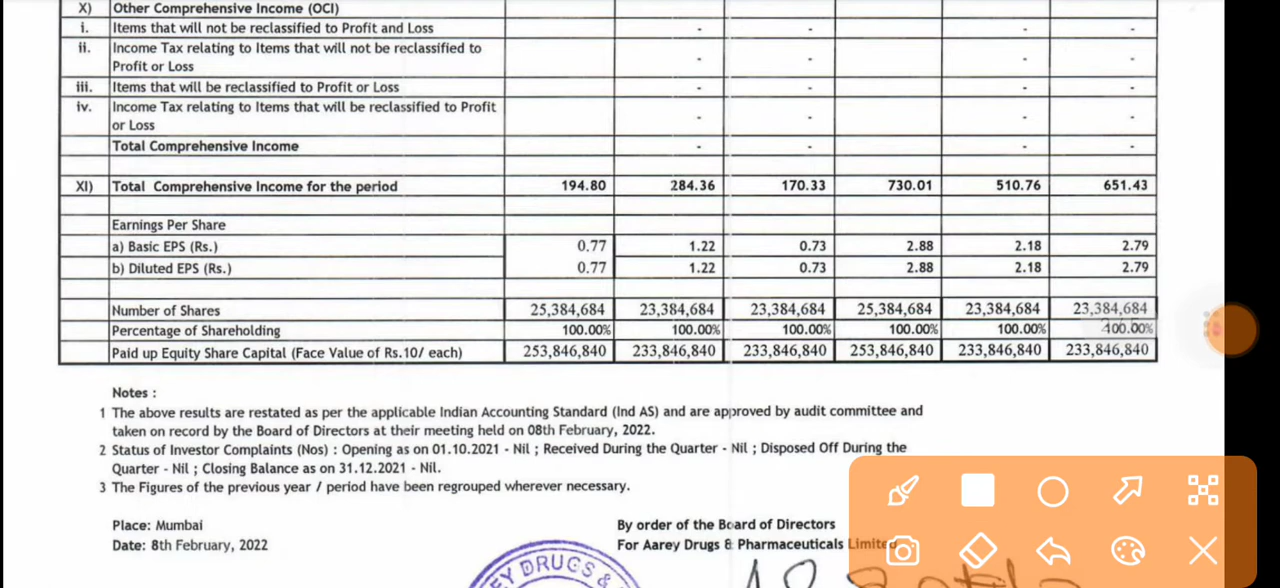 X) Other Comprehensive Income (OCI)
i. Items that will not be reclassified to Profit and Loss - - - -
ii. Income Tax relating to Items that will not be reclassified to
Profit or Loss - - - -
iii. Items that will be reclassified to Profit or Loss - - - -
iv. Income Tax relating to Items that will be reclassified to Profit
or Loss - - - -
Total Comprehensive Income - - - -
XI) Total Comprehensive Income for the period 194.80 284.36 170.33 730.01 510.76 651.43
Earnings Per Share
a) Basic EPS (Rs.) 0.77 1.22 0.73 2.88 2.18 2.79
b) Diluted EPS (Rs.) 0.77 1.22 0.73 2.88 2.18 2.79
Number of Shares 25,384,684 23,384,684 23,384,684 25,384,684 23,384,684 23,384,684
Percentage of Shareholding 100.00% 100.00% 100.00% 100.00% 100.00% 100.00%
Paid up Equity Share Capital (Face Value of Rs.10/ each) 253,846,840 233,846,840 233,846,840 253,846,840 233,846,840 233,846,840
Notes :
1 The above results are restated as per the applicable Indian Accounting Standard (Ind AS) and are approved by audit committee and
taken on record by the Board of Directors at their meeting held on 08th February, 2022.
2 Status of Investor Complaints (Nos) : Opening as on 01.10.2021 - Nil ; Received During the Quarter - Nil ; Disposed Off During the
Quarter - Nil ; Closing Balance as on 31.12.2021 - Nil.
3 The Figures of the previous year / period have been regrouped wherever necessary.
Place: Mumbai
Date: 8th February, 2022
By order of the Board of Directors
For Aarey Drugs & Pharmaceuticals Limited
EY DRUGS &